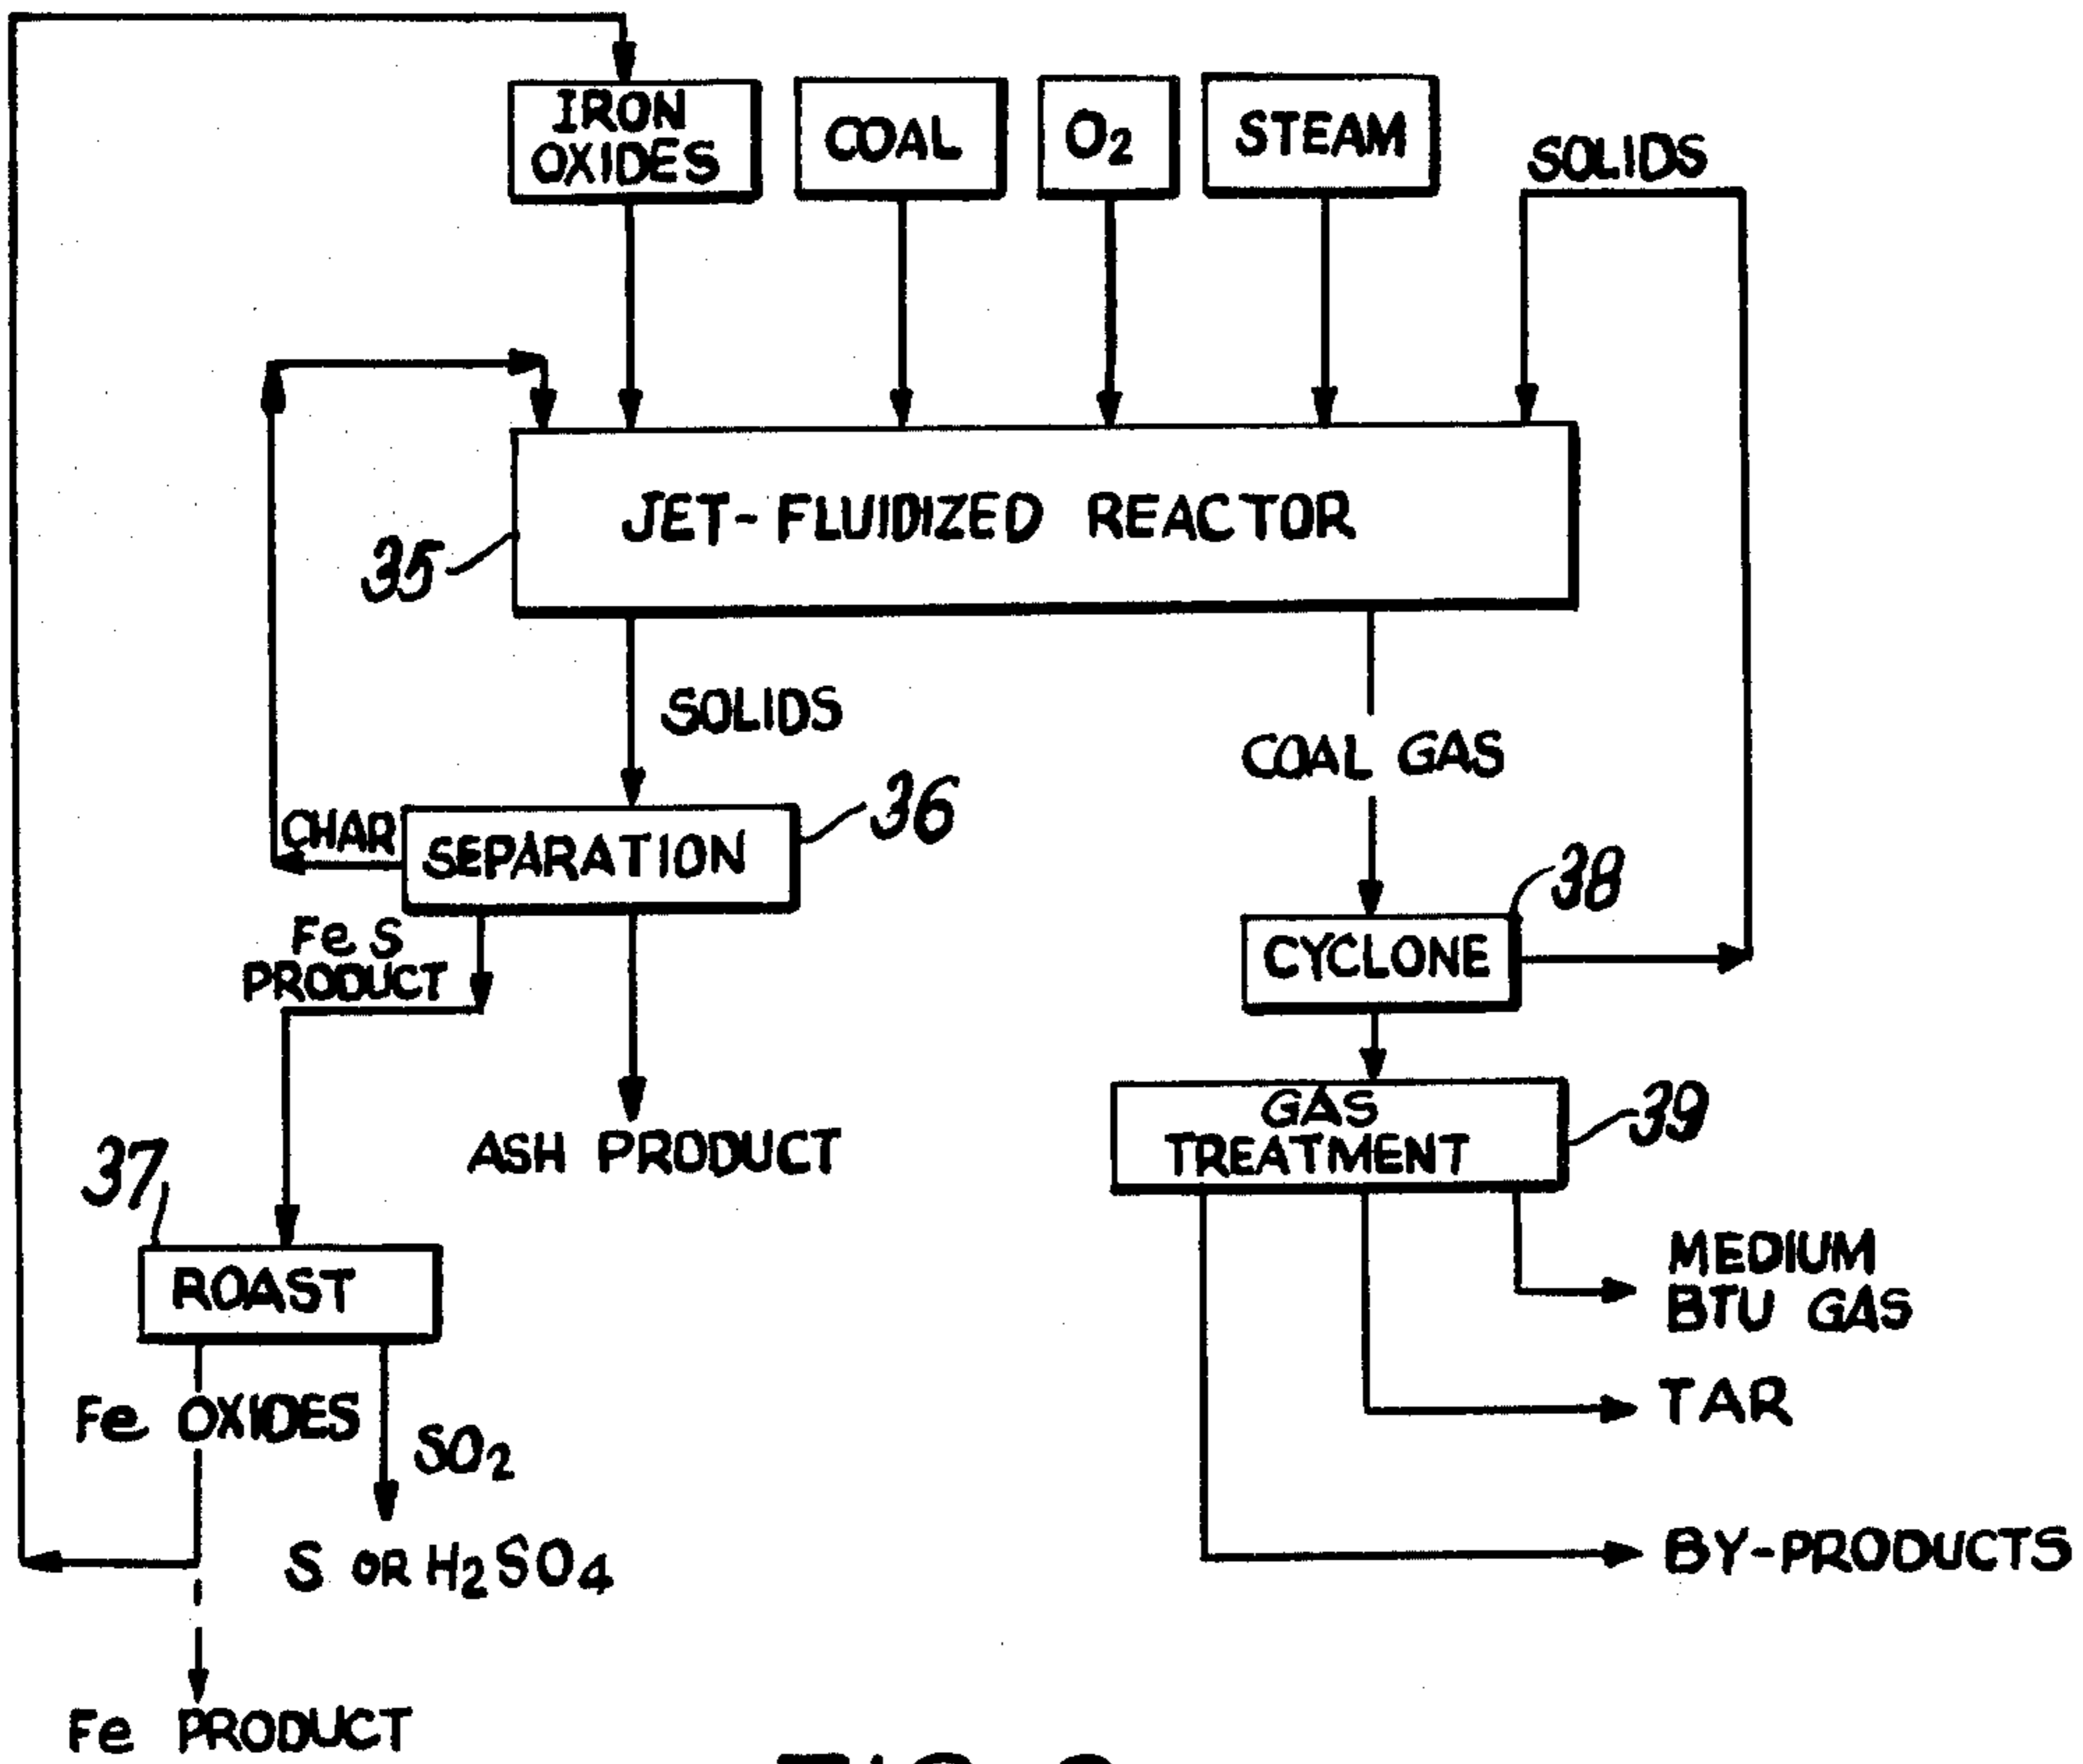 IRON
OXIDES
COAL
O2
STEAM
SOLIDS
JET-FLUIDIZED REACTOR
35
SOLIDS
COAL GAS
36
CHAR
SEPARATION
38
Fe S
PRODUCT
CYCLONE
GAS
TREATMENT
39
ASH PRODUCT
37
ROAST
MEDIUM
BTU GAS
Fe OXIDES
SO2
TAR
S OR H2SO4
BY-PRODUCTS
Fe PRODUCT